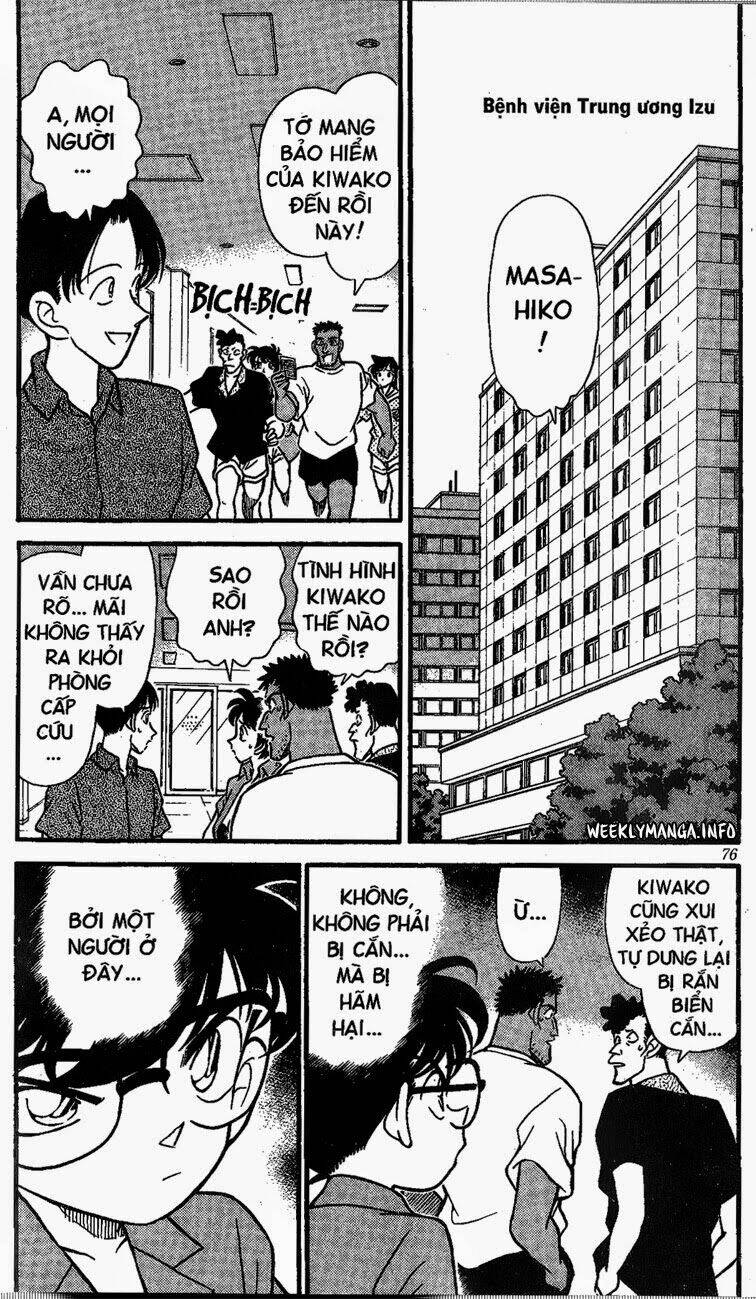 Bệnh viện Trung ương Izu
MASA-
HIKO
!
TỚ MANG
BẢO HIỂM
CỦA KIWAKO
ĐẾN RỒI
NÀY!
A, MỌI
NGƯỜI
...
BỊCH=BỊCH
TÌNH HÌNH
KIWAKO
THẾ NÀO
RỒI?
SAO
RỒI
ANH?
VẪN CHƯA
RÕ... MÃI
KHÔNG THẤY
RA KHỎI
PHÒNG
CẤP
CỨU
...
WEEKLYMANGA.INFO
76
KIWAKO
CŨNG XUI
XẺO THẬT,
TỰ DƯNG LẠI
BỊ RẮN
BIỂN
CẮN...
Ừ...
KHÔNG,
KHÔNG PHẢI
BỊ CẮN...
MÀ BỊ
HÃM
HẠI...
BỞI MỘT
NGƯỜI Ở
ĐÂY...